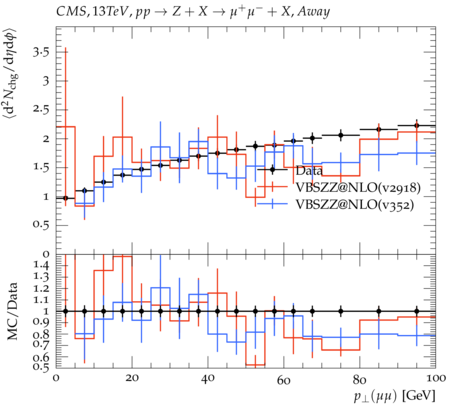 CMS, 13TeV, pp → Z + X → μ⁺μ⁻ + X, Away
⟨d²N_chg/dηdϕ⟩
3.5
3
2.5
2
1.5
1
0.5
0
Data
VBSZZ@NLO(v2918)
VBSZZ@NLO(v352)
MC/Data
1.4
1.3
1.2
1.1
1
0.9
0.8
0.7
0.6
0.5
0 20 40 60 80 100
p⊥(μμ) [GeV]